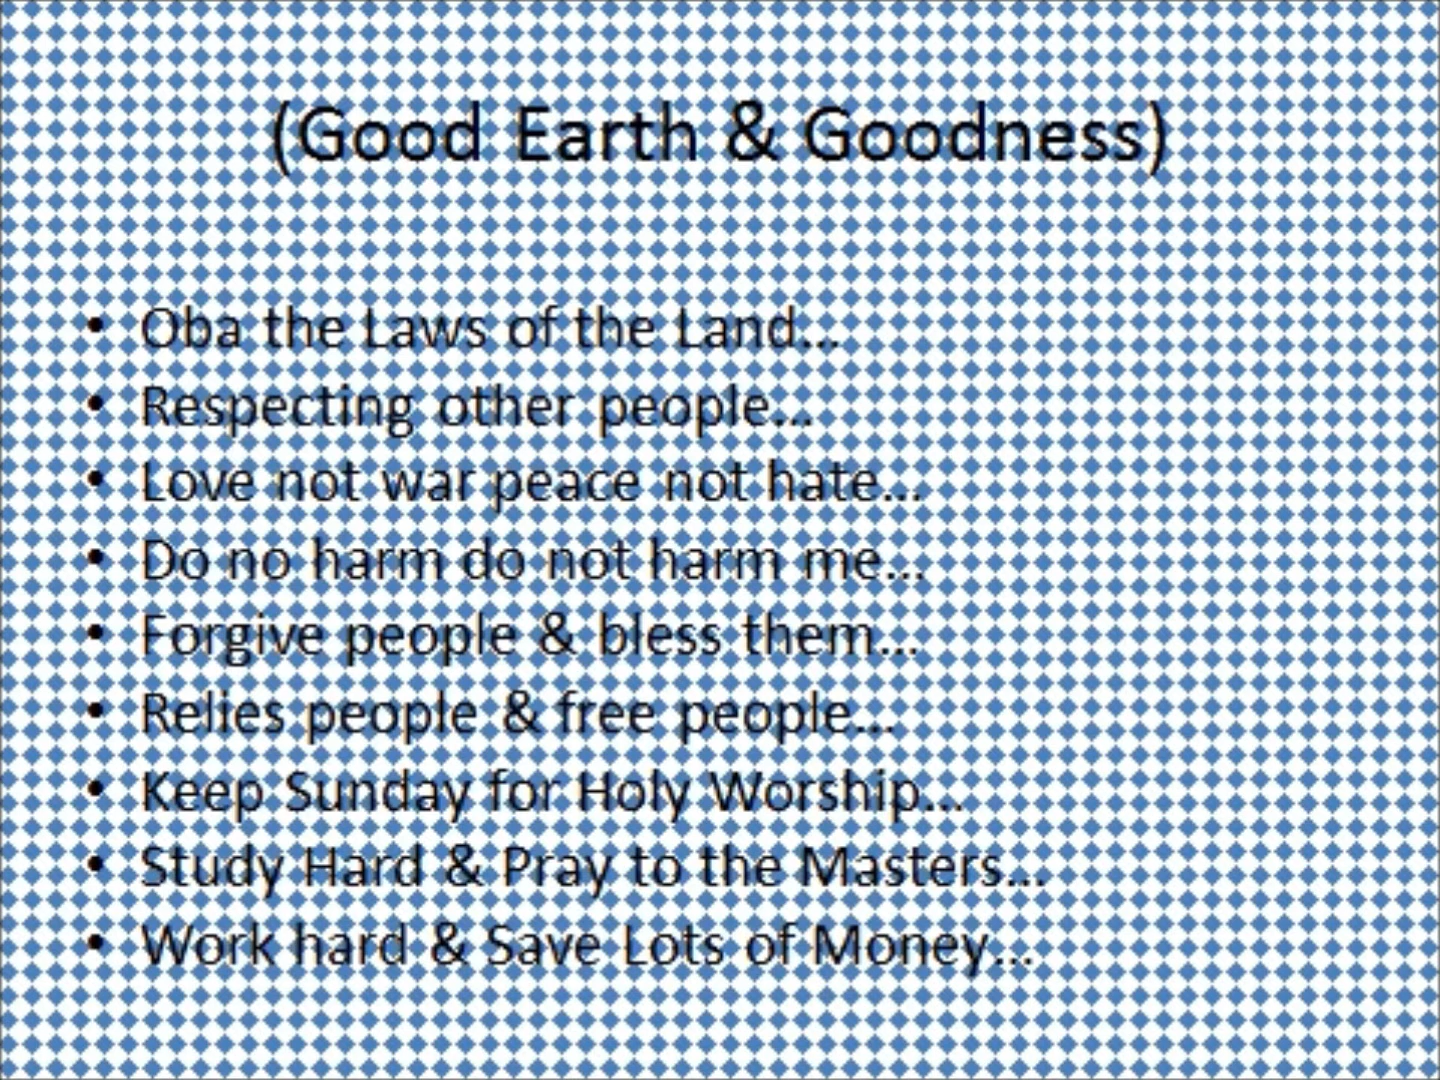 (Good Earth & Goodness)
• Oba the Laws of the Land...
• Respecting other people...
• Love not war peace not hate...
• Do no harm do not harm me...
• Forgive people & bless them...
• Relies people & free people...
• Keep Sunday for Holy Worship...
• Study Hard & Pray to the Masters...
• Work hard & Save Lots of Money...